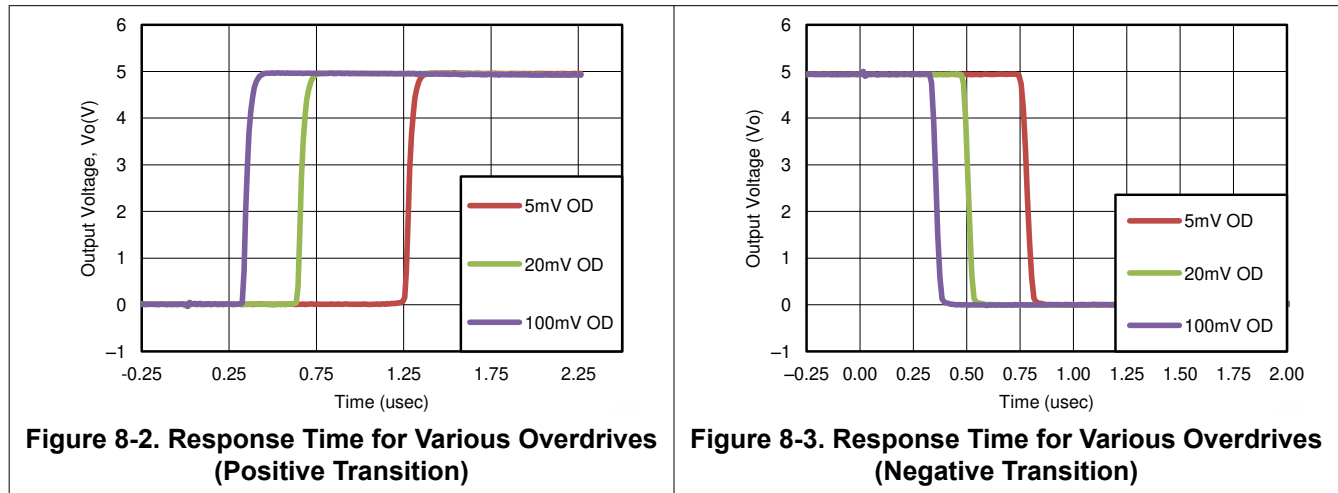 6
5
4
3
2
1
0
–1
Output Voltage, Vo(V)
-0.25 0.25 0.75 1.25 1.75 2.25
Time (usec)
5mV OD
20mV OD
100mV OD
Figure 8-2. Response Time for Various Overdrives
(Positive Transition)
6
5
4
3
2
1
0
–1
Output Voltage (Vo)
–0.25 0.00 0.25 0.50 0.75 1.00 1.25 1.50 1.75 2.00
Time (usec)
5mV OD
20mV OD
100mV OD
Figure 8-3. Response Time for Various Overdrives
(Negative Transition)